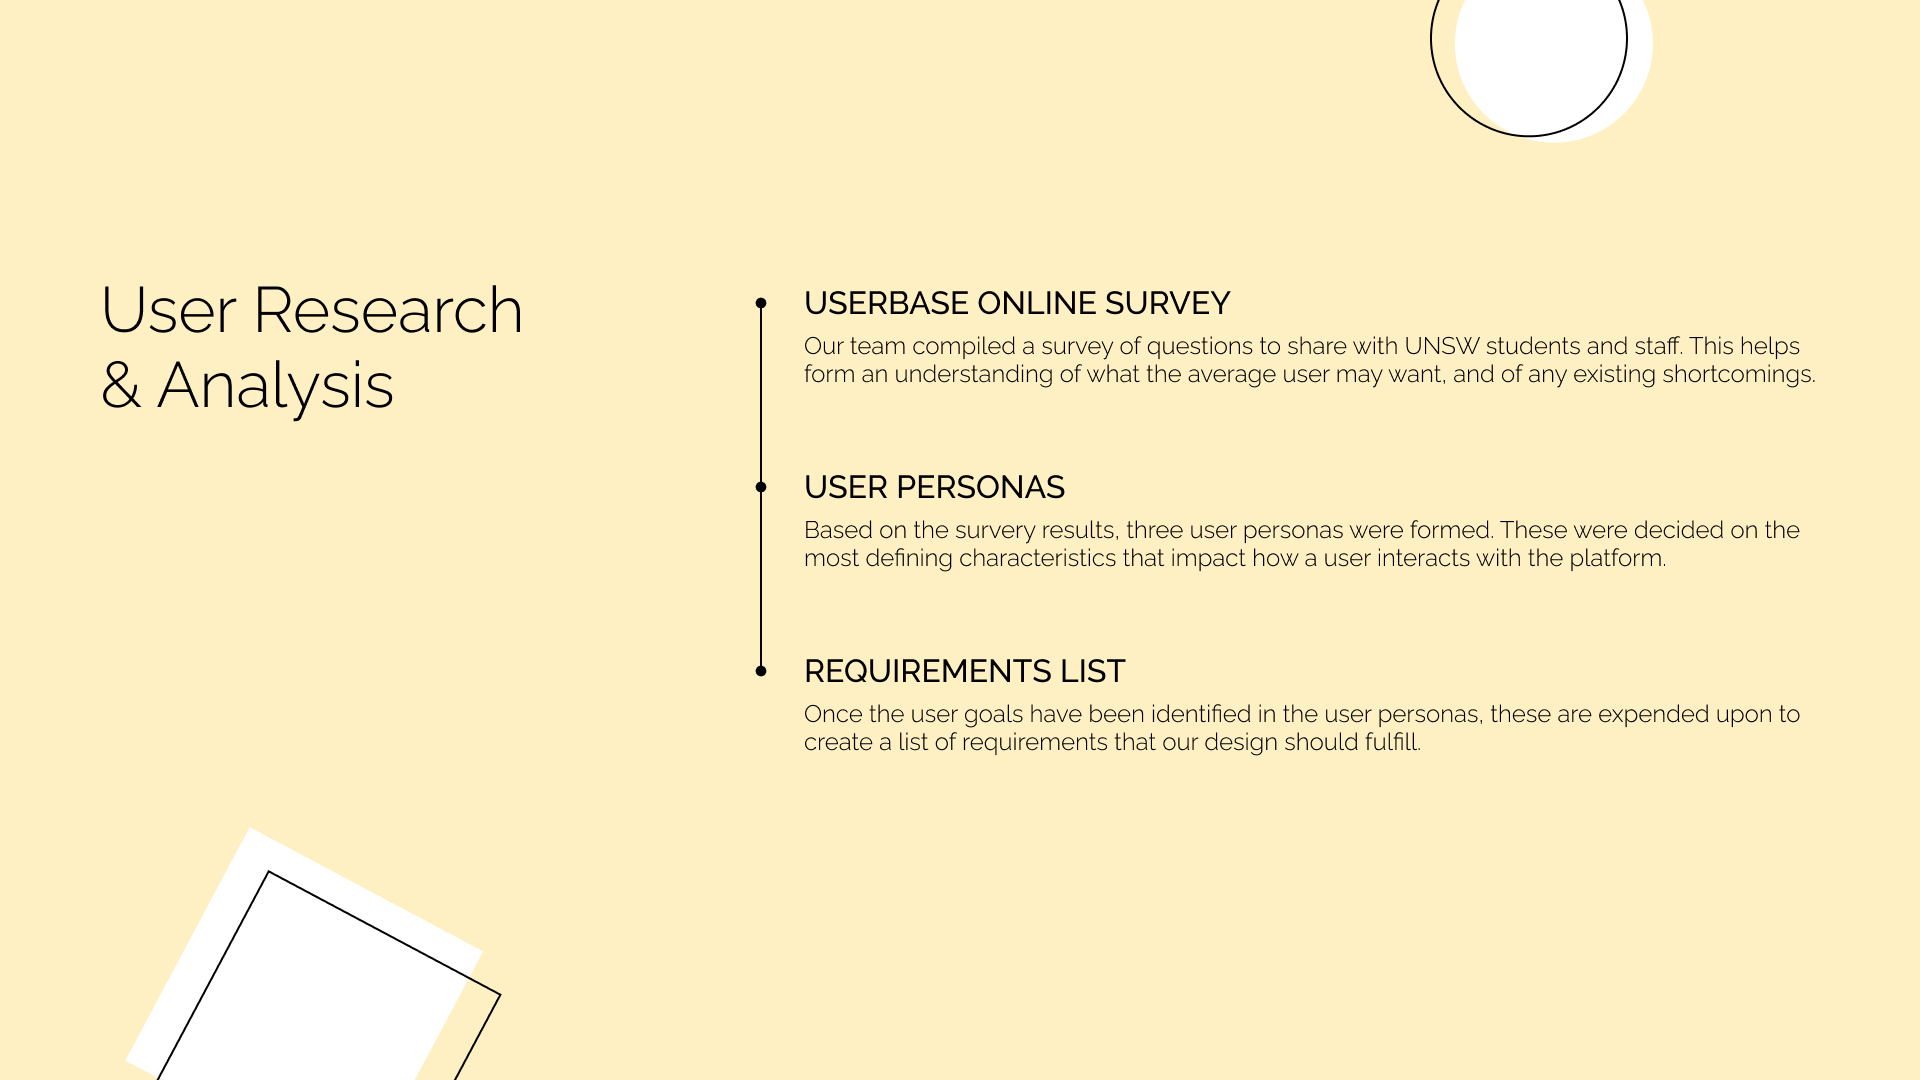 User Research
& Analysis
USERBASE ONLINE SURVEY
Our team compiled a survey of questions to share with UNSW students and staff. This helps
form an understanding of what the average user may want, and of any existing shortcomings.
USER PERSONAS
Based on the survery results, three user personas were formed. These were decided on the
most defining characteristics that impact how a user interacts with the platform.
REQUIREMENTS LIST
Once the user goals have been identified in the user personas, these are expended upon to
create a list of requirements that our design should fulfill.